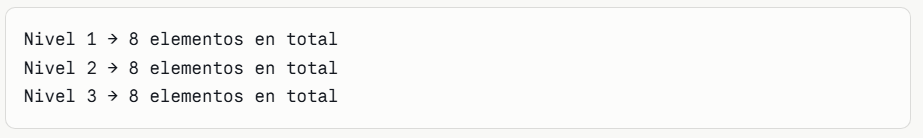 Nivel 1 → 8 elementos en total
Nivel 2 → 8 elementos en total
Nivel 3 → 8 elementos en total